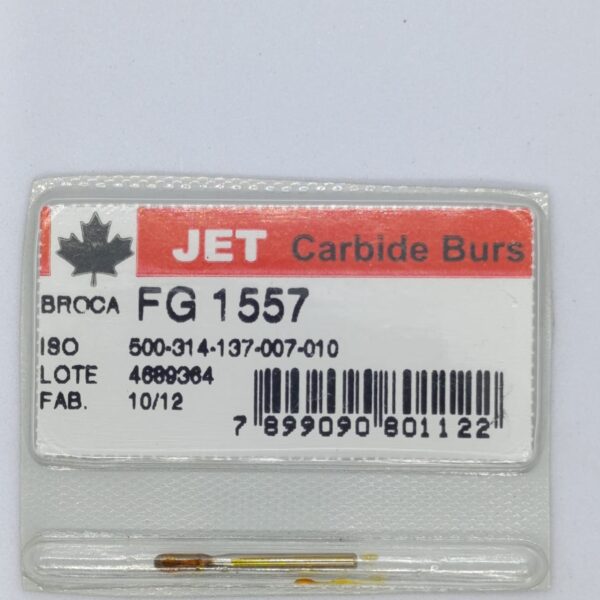 JET Carbide Burs
BROCA FG 1557
ISO 500-314-137-007-010
LOTE 4689364
FAB. 10/12
7 899090 801122